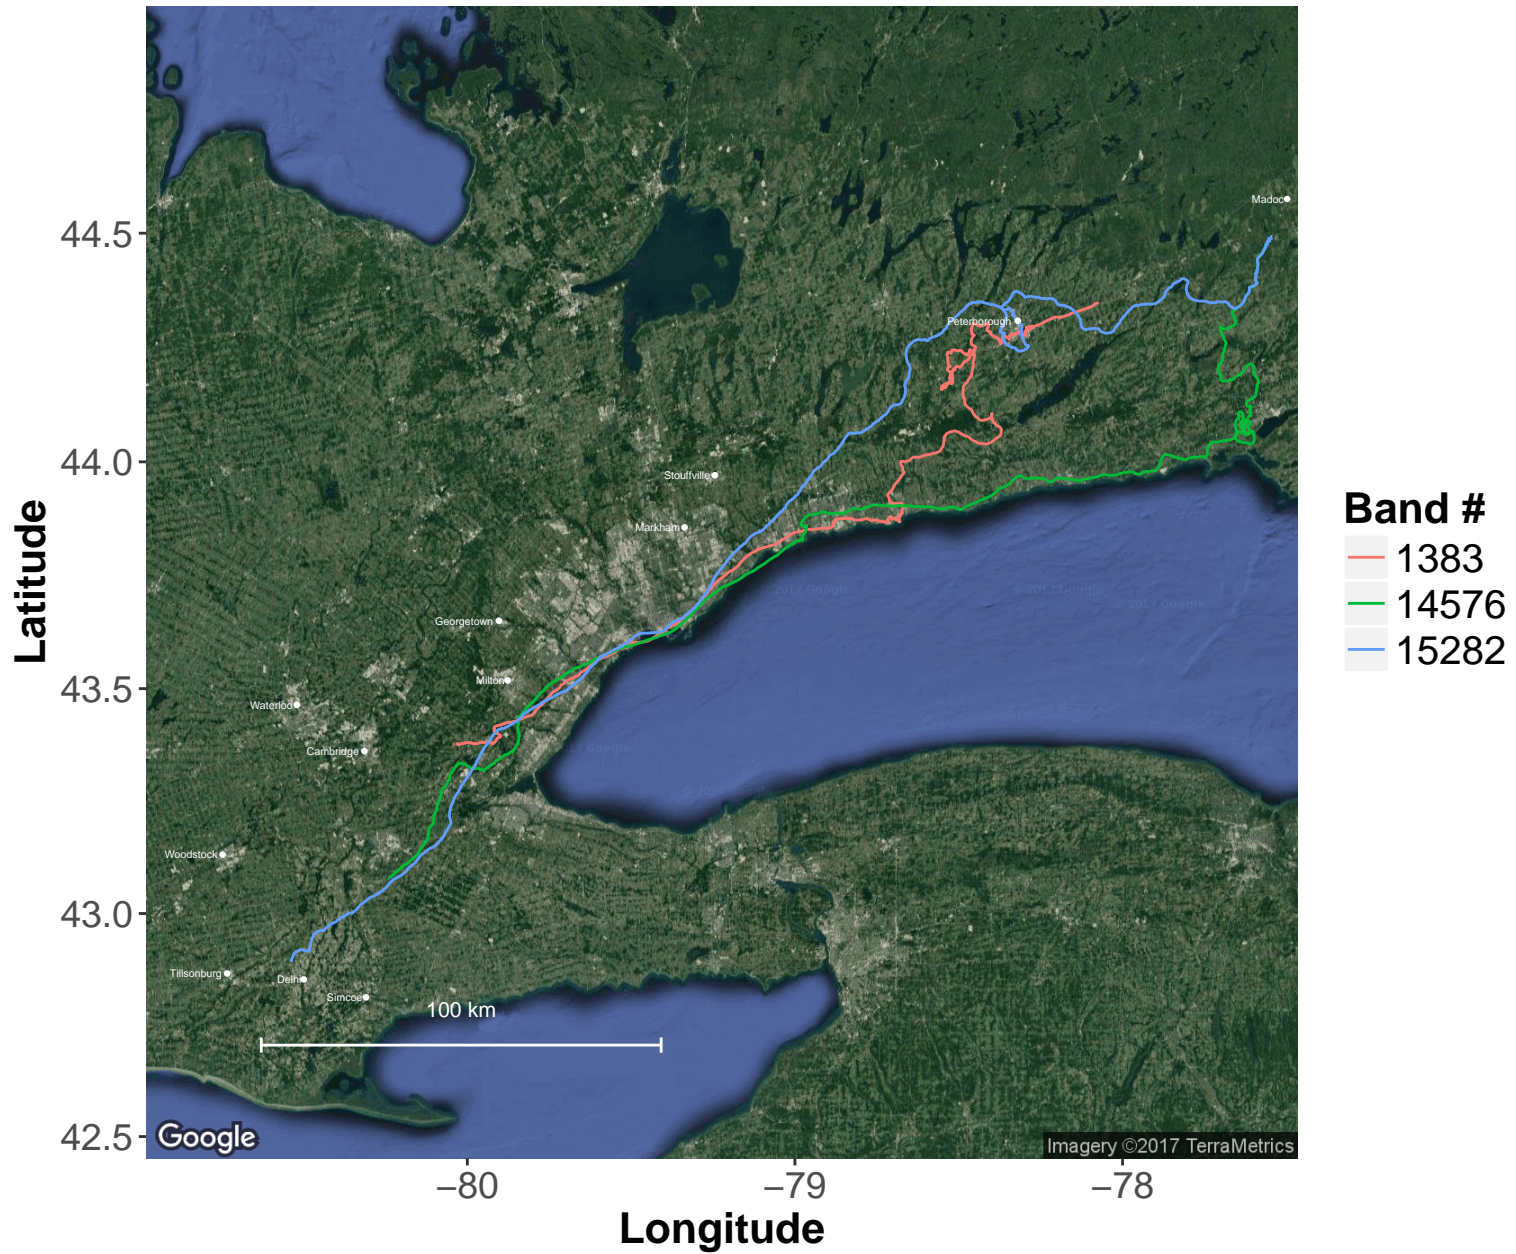 Madoc
44.5
Peterborough
44.0
Stouffville
Markham
Georgetown
Milton
43.5
Waterloo
Cambridge
Woodstock
43.0
Tillsonburg
Delhi
Simcoe
100 km
42.5
Google
Imagery ©2017 TerraMetrics
−80
−79
−78
Longitude
Latitude
Band #
1383
14576
15282